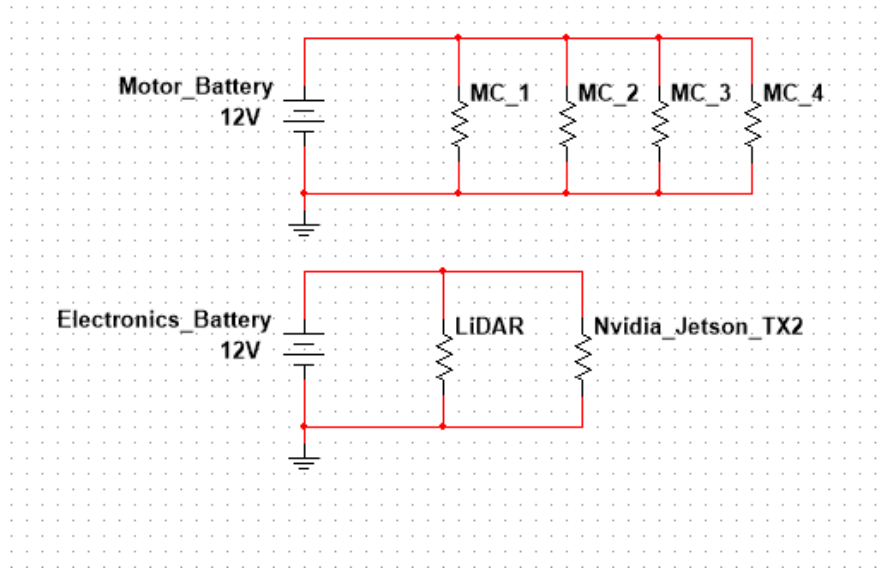 Motor_Battery
12V
MC_1
MC_2
MC_3
MC_4
Electronics_Battery
12V
LiDAR
Nvidia_Jetson_TX2